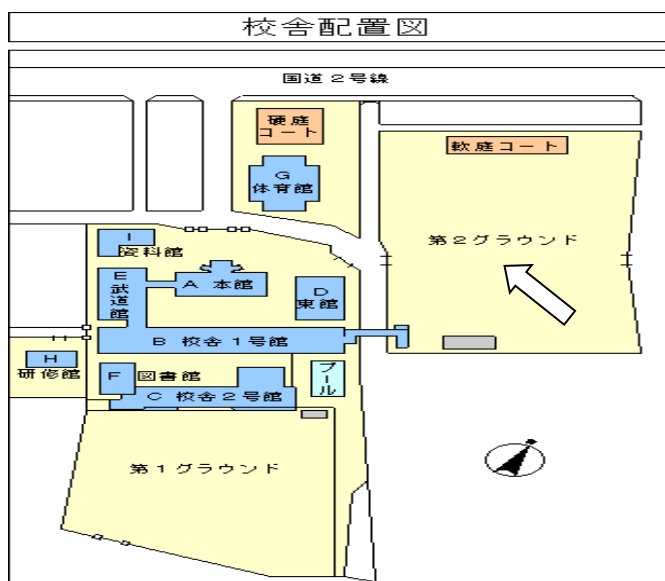 校舎配置図
国道2号線
硬庭
コート
軟庭コート
G
体育館
第2グラウンド
I
資料館
E
武道館
A 本館
D
東館
B 校舎1号館
H
研修館
F 図書館
プール
C 校舎2号館
第1グラウンド